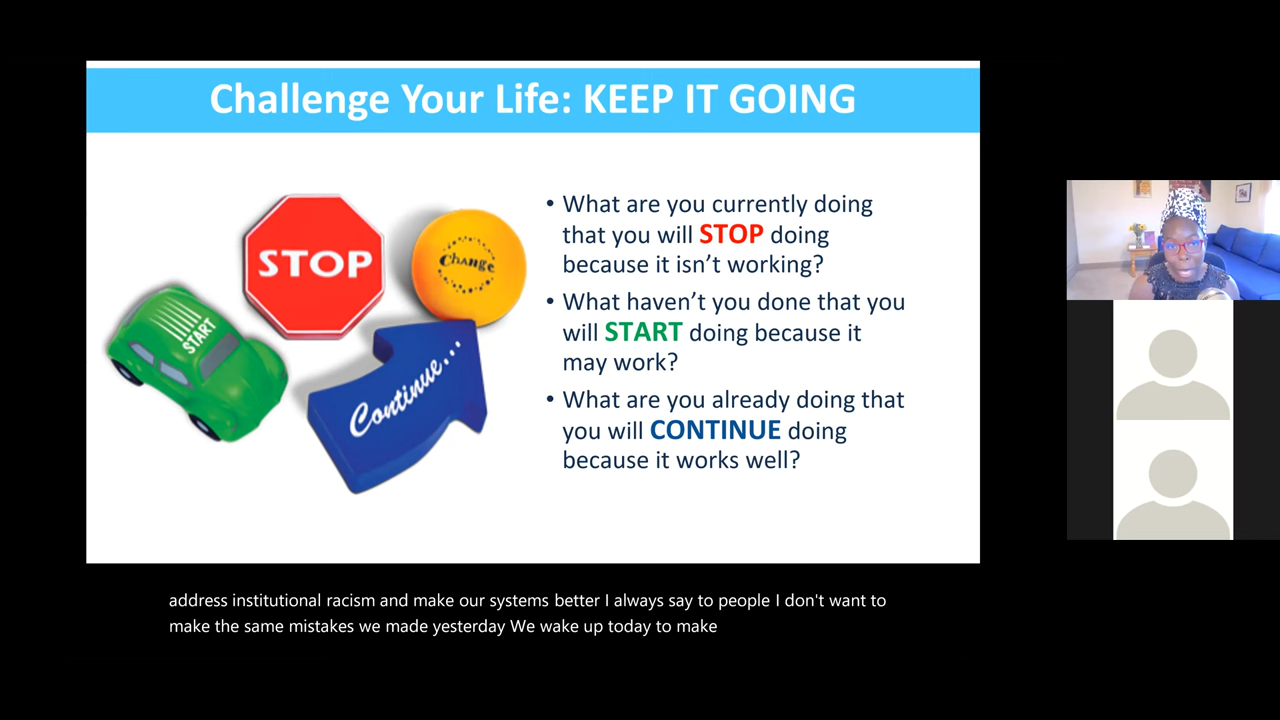 Challenge Your Life: KEEP IT GOING
START
STOP
Change
Continue...
• What are you currently doing
that you will STOP doing
because it isn't working?
• What haven't you done that you
will START doing because it
may work?
• What are you already doing that
you will CONTINUE doing
because it works well?
address institutional racism and make our systems better I always say to people I don't want to
make the same mistakes we made yesterday We wake up today to make